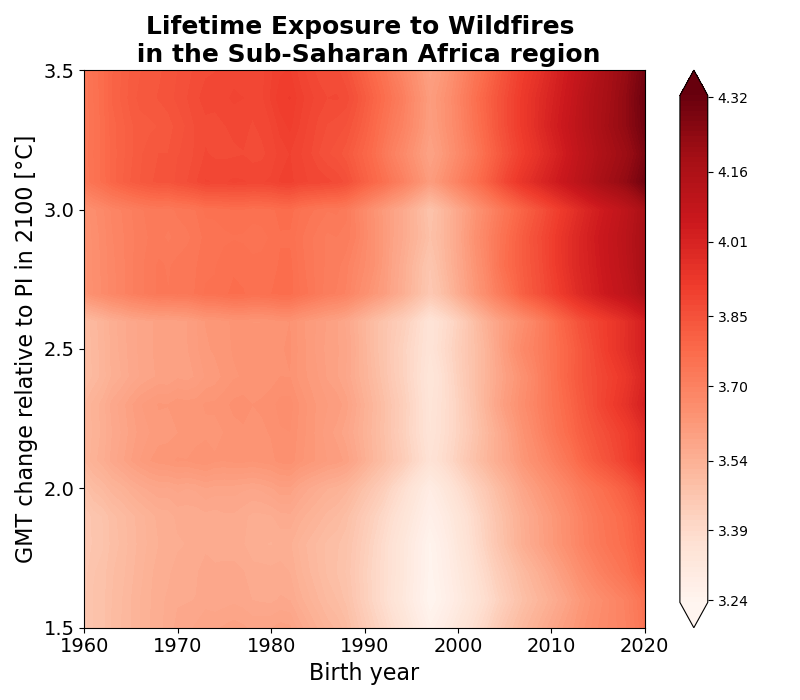 Lifetime Exposure to Wildfires
in the Sub-Saharan Africa region
GMT change relative to PI in 2100 [°C]
3.5
3.0
2.5
2.0
1.5
1960 1970 1980 1990 2000 2010 2020
Birth year
4.32
4.16
4.01
3.85
3.70
3.54
3.39
3.24